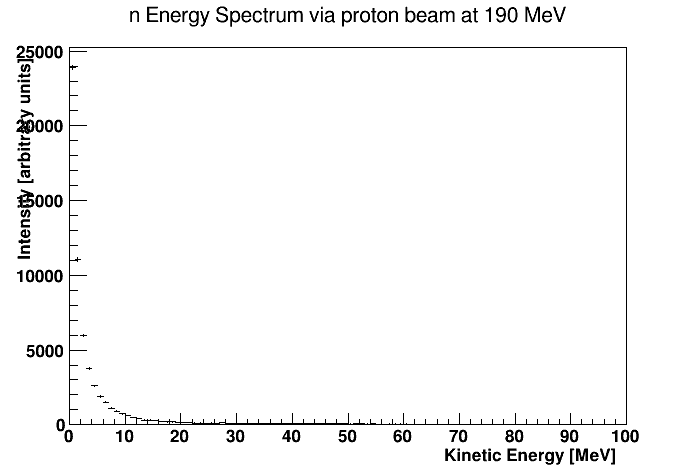 n Energy Spectrum via proton beam at 190 MeV
Intensity [arbitrary units]
25000
20000
15000
10000
5000
0
0 10 20 30 40 50 60 70 80 90 100
Kinetic Energy [MeV]